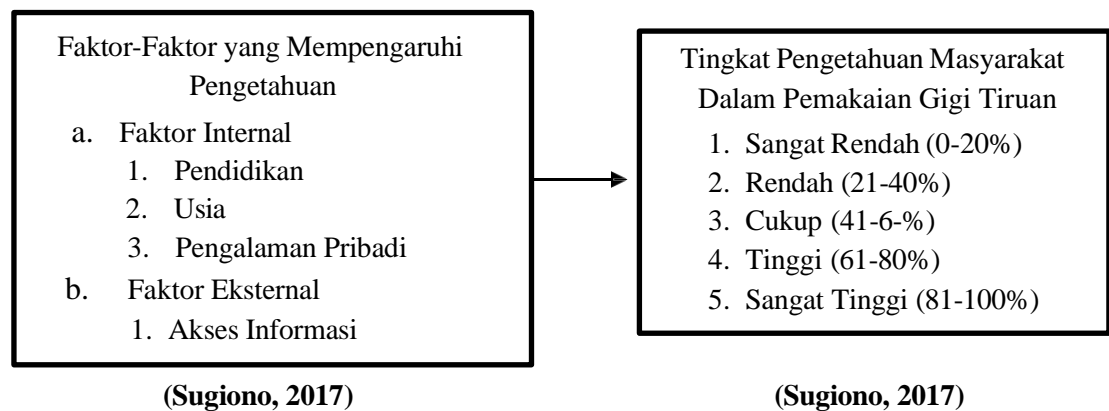 Faktor-Faktor yang Mempengaruhi
Pengetahuan
a. Faktor Internal
1. Pendidikan
2. Usia
3. Pengalaman Pribadi
b. Faktor Eksternal
1. Akses Informasi
(Sugiono, 2017)
Tingkat Pengetahuan Masyarakat
Dalam Pemakaian Gigi Tiruan
1. Sangat Rendah (0-20%)
2. Rendah (21-40%)
3. Cukup (41-6-%)
4. Tinggi (61-80%)
5. Sangat Tinggi (81-100%)
(Sugiono, 2017)